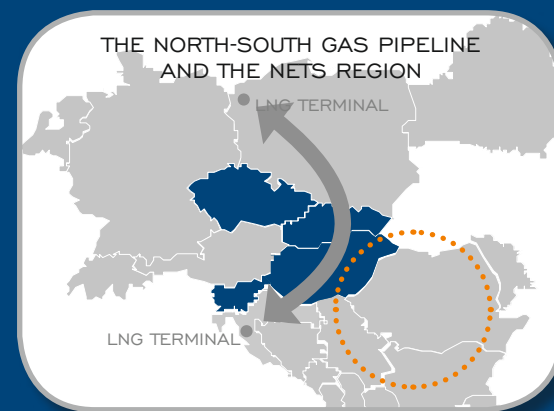 THE NORTH-SOUTH GAS PIPELINE
AND THE NETS REGION
LNG TERMINAL
LNG TERMINAL